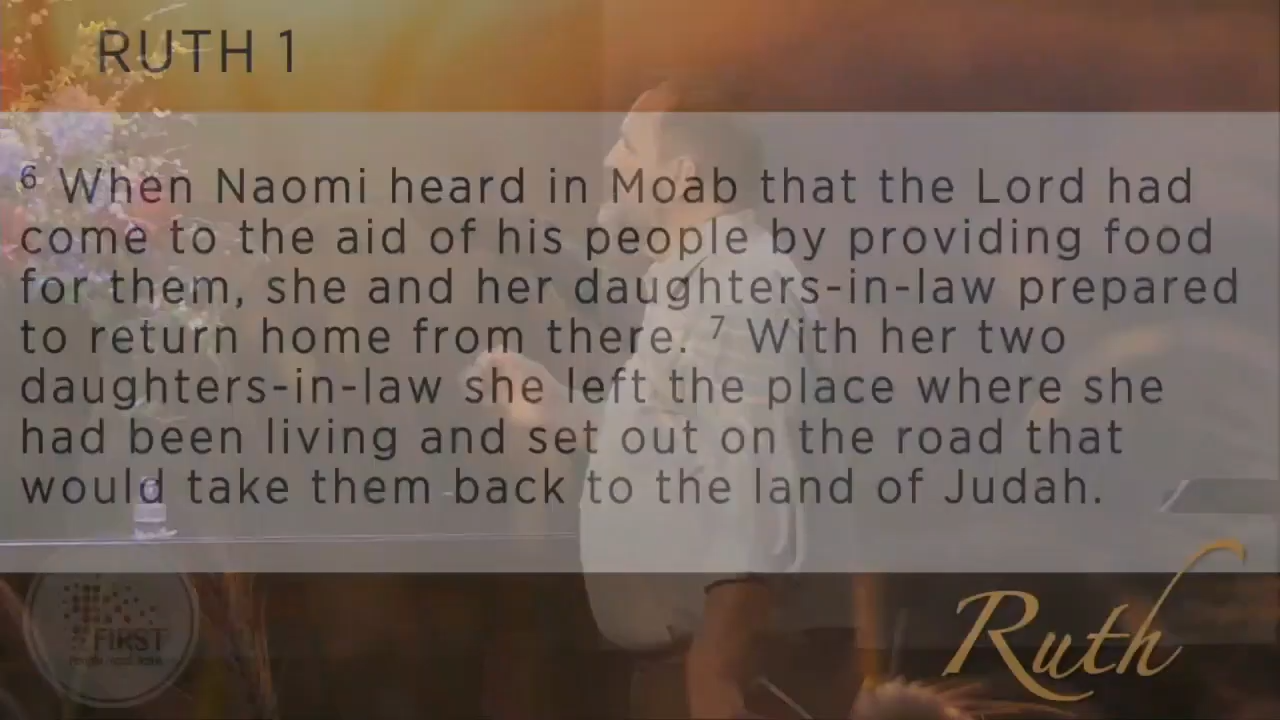 RUTH 1
⁶ When Naomi heard in Moab that the Lord had
come to the aid of his people by providing food
for them, she and her daughters-in-law prepared
to return home from there. ⁷ With her two
daughters-in-law she left the place where she
had been living and set out on the road that
would take them back to the land of Judah.
FIRST
Ruth